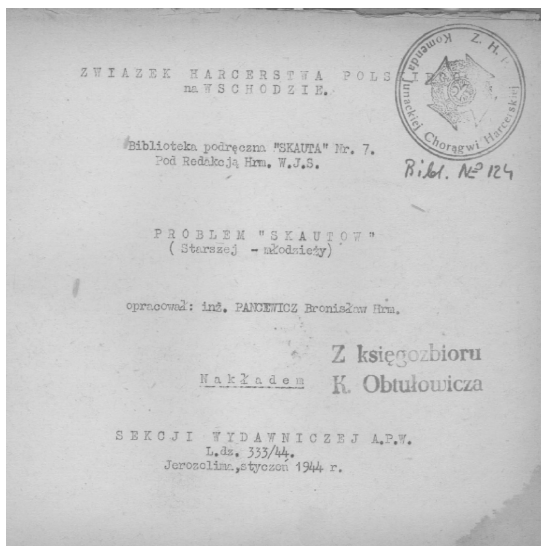 ZWIĄZEK HARCERSTWA POLSKIEGO
na WSCHODZIE.
Z. H. P.
Komenda Junackiej Chorągwi Harcerskiej
Bibl. № 124
Biblioteka podręczna "SKAUTA" Nr. 7.
Pod Redakcją Hrm. W.J.S.
PROBLEM "SKAUTÓW"
( Starszej - młodzieży)
opracował: inż. PANCEWICZ Bronisław Hrm.
Z księgozbioru
K. Obtułowicza
Nakładem
SEKCJI WYDAWNICZEJ A.P.W.
L.dz. 333/44.
Jerozolima,styczeń 1944 r.